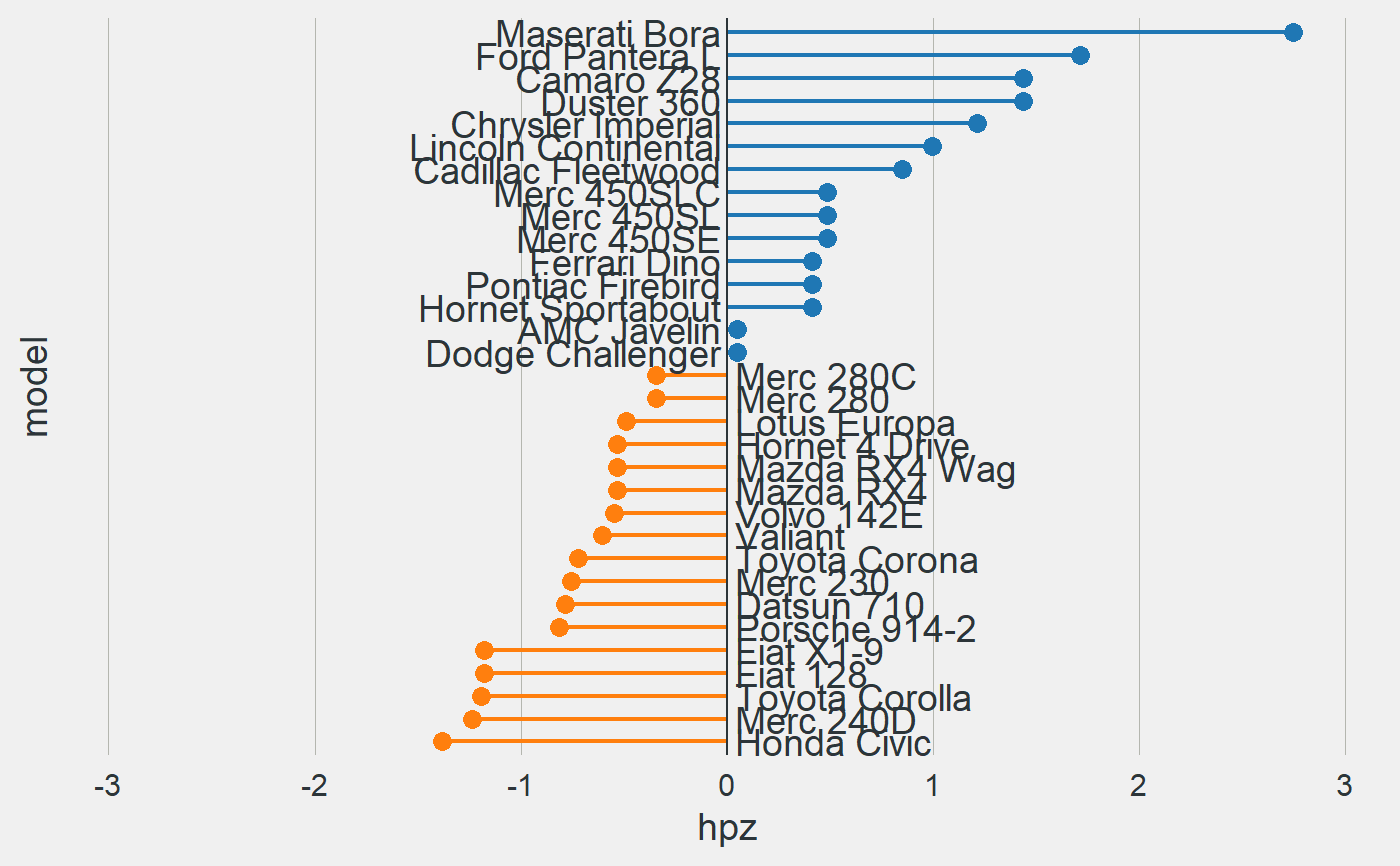 Maserati Bora
Ford Pantera L
Camaro Z28
Duster 360
Chrysler Imperial
Lincoln Continental
Cadillac Fleetwood
Merc 450SLC
Merc 450SL
Merc 450SE
Ferrari Dino
Pontiac Firebird
Hornet Sportabout
AMC Javelin
Dodge Challenger
model
Merc 280C
Merc 280
Lotus Europa
Hornet 4 Drive
Mazda RX4 Wag
Mazda RX4
Volvo 142E
Valiant
Toyota Corona
Merc 230
Datsun 710
Porsche 914-2
Fiat X1-9
Fiat 128
Toyota Corolla
Merc 240D
Honda Civic
-3 -2 -1 0 1 2 3
hpz